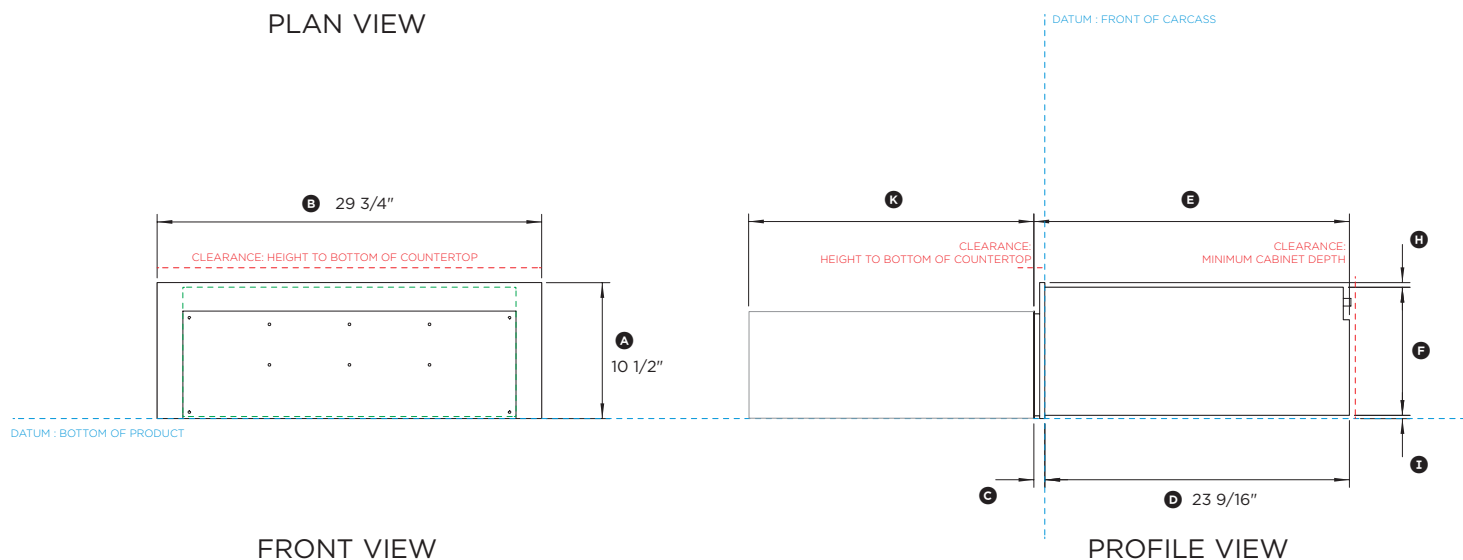 PLAN VIEW
DATUM : FRONT OF CARCASS
B 29 3/4"
K
E
CLEARANCE: HEIGHT TO BOTTOM OF COUNTERTOP
CLEARANCE:
HEIGHT TO BOTTOM OF COUNTERTOP
CLEARANCE:
MINIMUM CABINET DEPTH
H
A
10 1/2"
F
DATUM : BOTTOM OF PRODUCT
I
C
D 23 9/16"
FRONT VIEW
PROFILE VIEW